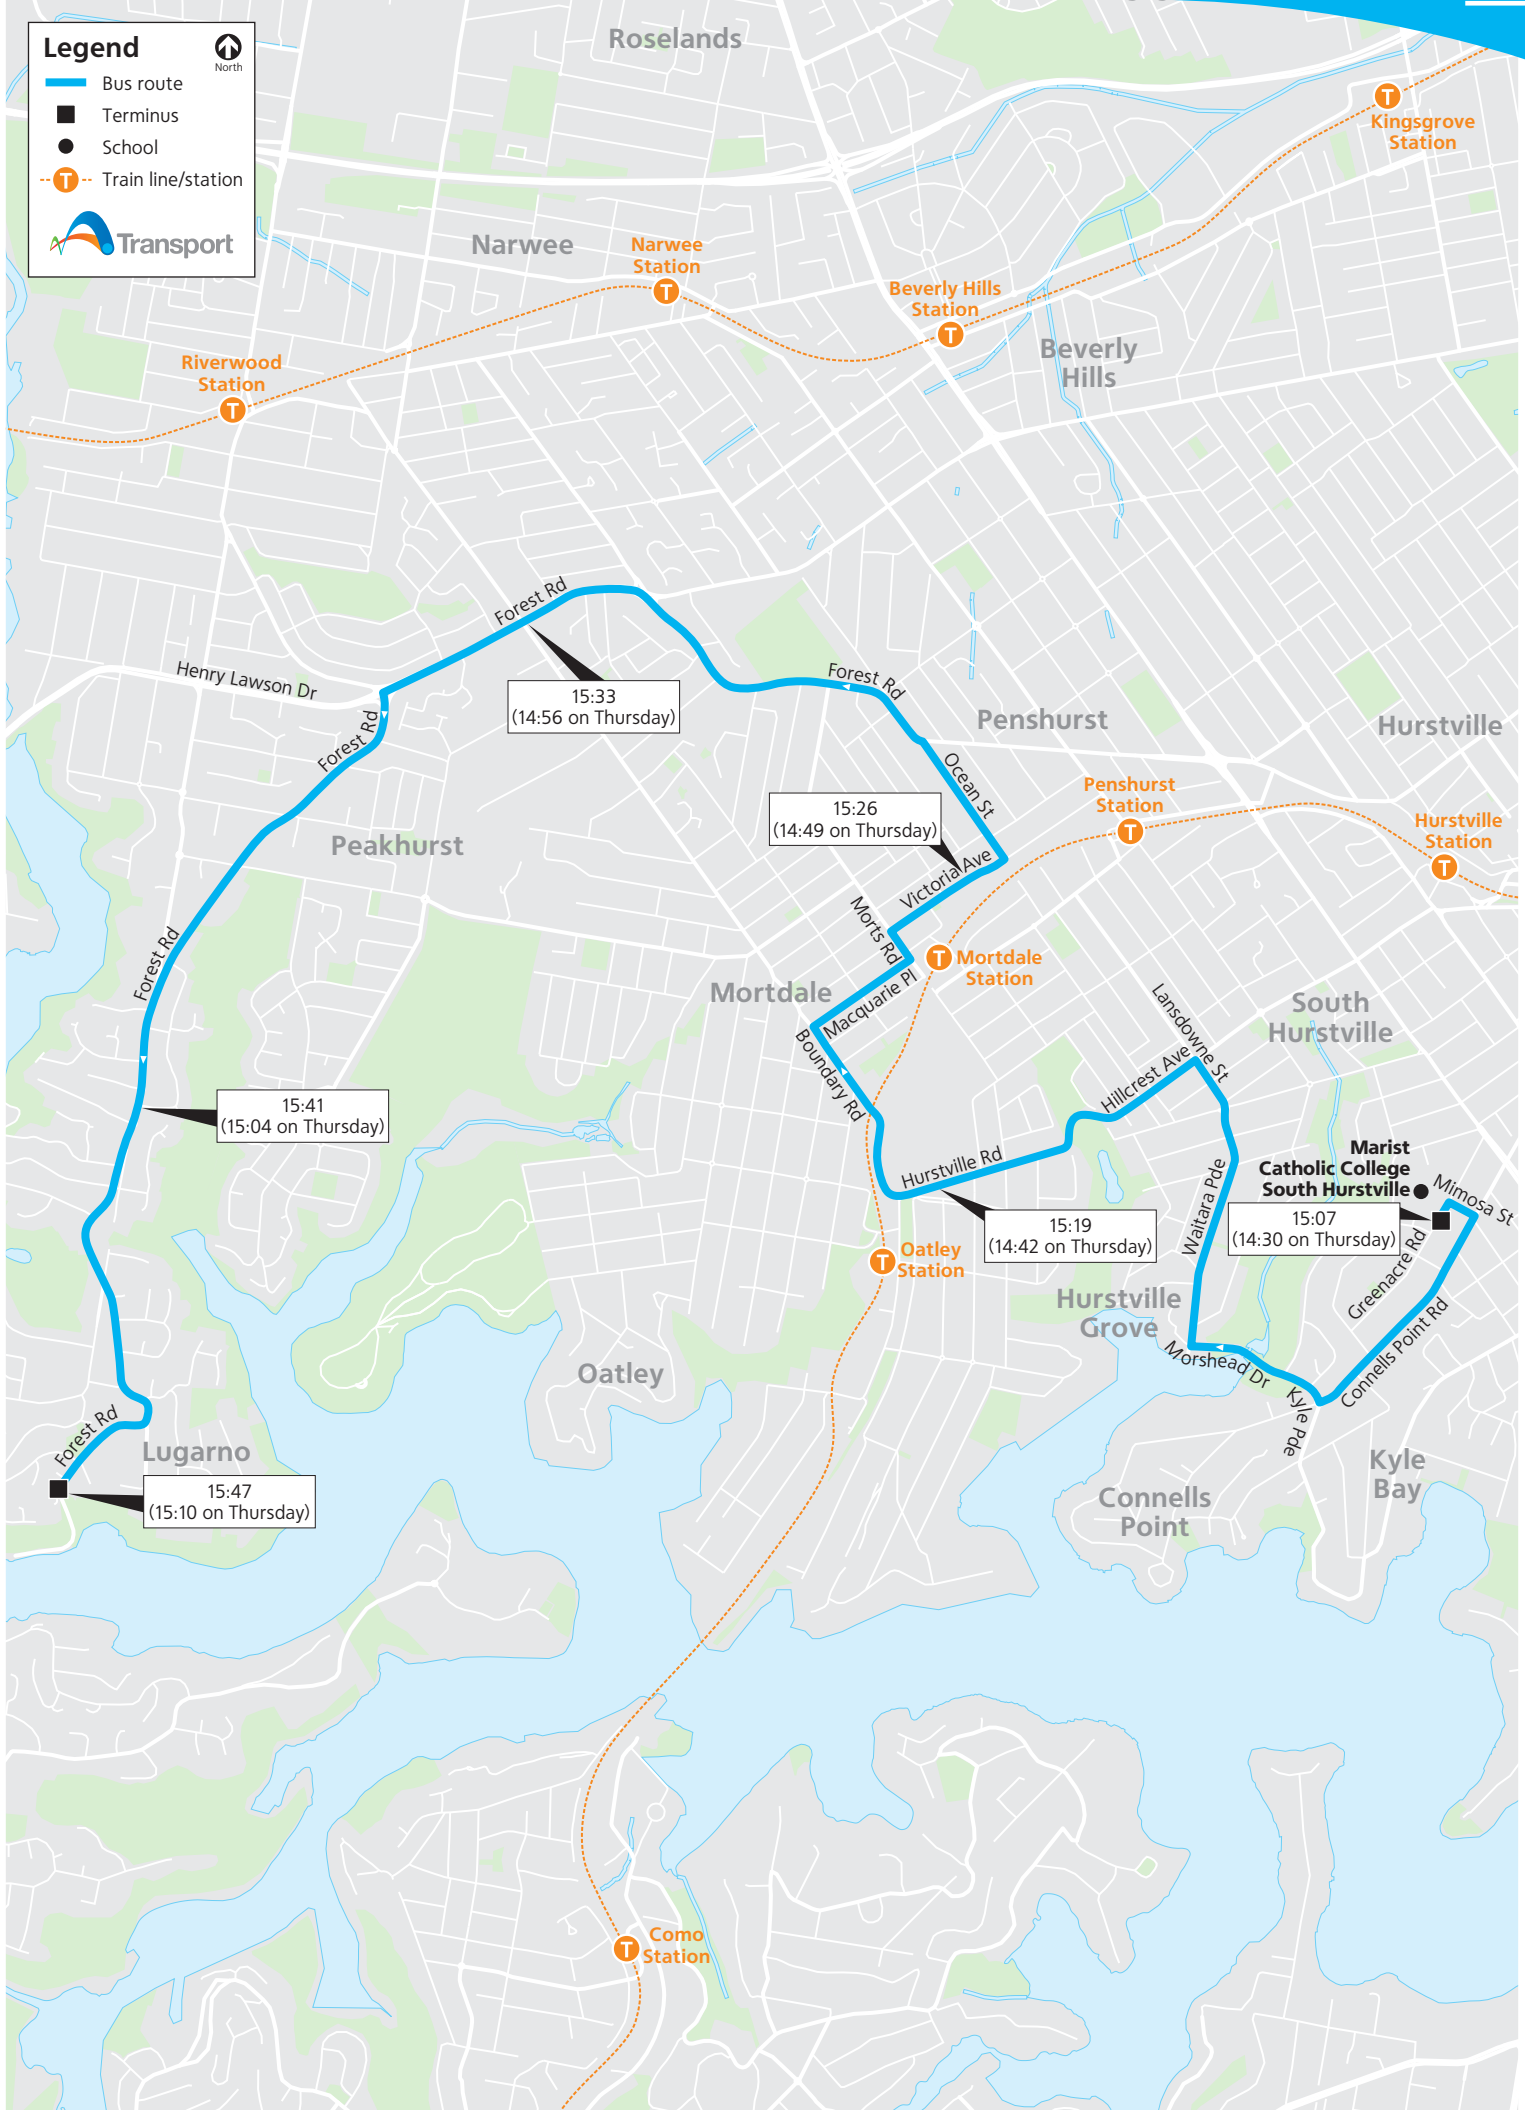 Legend
North
Bus route
Terminus
School
T
Train line/station
Transport
Roselands
T
Kingsgrove
Station
Narwee
Narwee
Station
T
Beverly Hills
Station
T
Beverly
Hills
Riverwood
Station
T
Forest Rd
Henry Lawson Dr
15:33
(14:56 on Thursday)
Forest Rd
Forest Rd
Penshurst
Hurstville
Ocean St
Penshurst
Station
T
15:26
(14:49 on Thursday)
Hurstville
Station
T
Peakhurst
Victoria Ave
Morts Rd
Forest Rd
T
Mortdale
Station
Mortdale
Macquarie Pl
Lansdowne St
South
Hurstville
Boundary Rd
Hillcrest Ave
15:41
(15:04 on Thursday)
Hurstville Rd
Marist
Catholic College
South Hurstville
Mimosa St
Waitara Pde
15:07
(14:30 on Thursday)
15:19
(14:42 on Thursday)
T
Oatley
Station
Greenacre Rd
Hurstville
Grove
Connells Point Rd
Morshead Dr
Kyle Pde
Oatley
Forest Rd
Lugarno
15:47
(15:10 on Thursday)
Kyle
Bay
Connells
Point
T
Como
Station